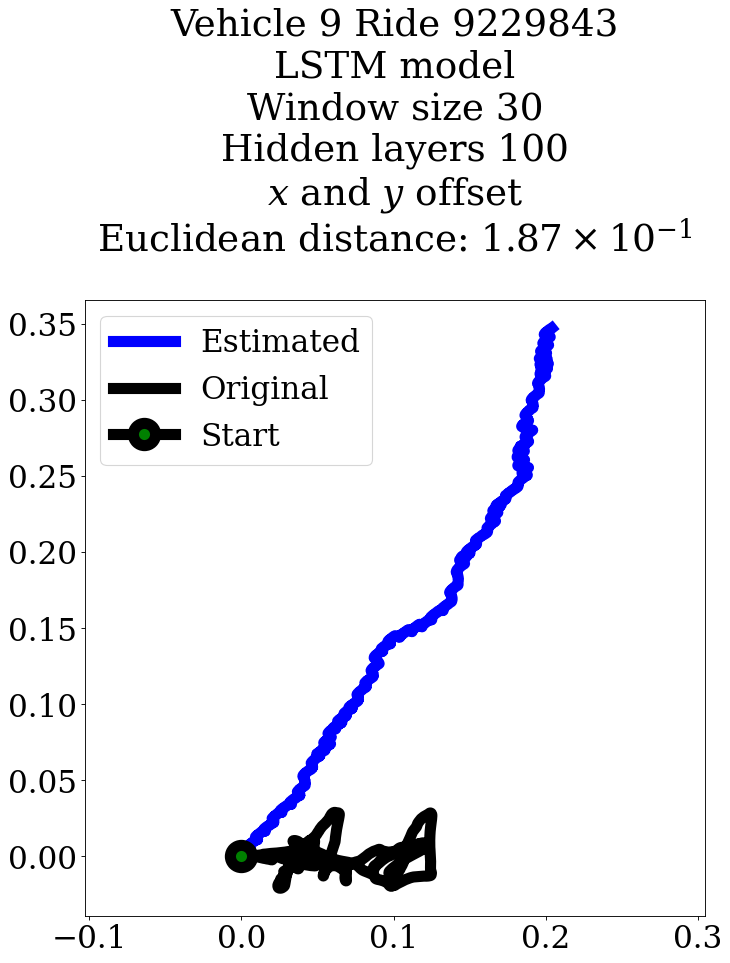 Vehicle 9 Ride 9229843
LSTM model
Window size 30
Hidden layers 100
x and y offset
Euclidean distance: 1.87 × 10⁻¹
Estimated
Original
Start
0.35
0.30
0.25
0.20
0.15
0.10
0.05
0.00
−0.1 0.0 0.1 0.2 0.3